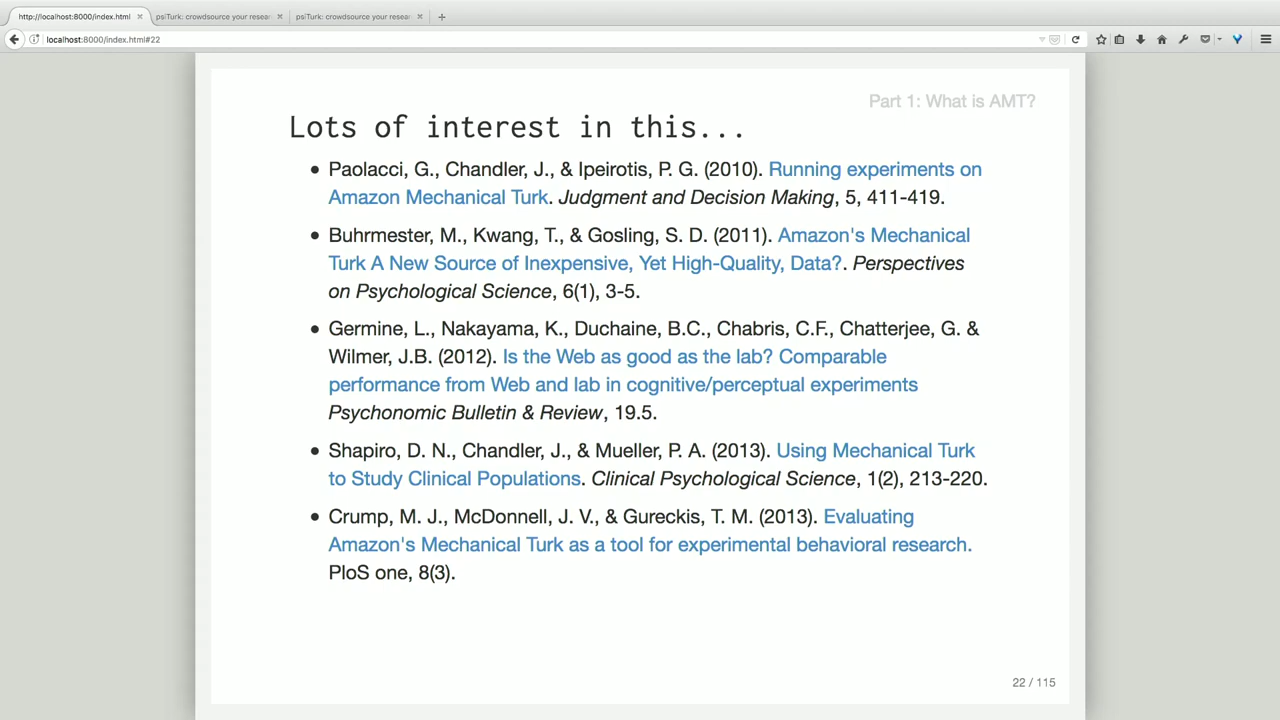 http://localhost:8000/index.html
psiTurk: crowdsource your resear
psiTurk: crowdsource your resear
localhost:8000/index.html#22
Part 1: What is AMT?
Lots of interest in this...
• Paolacci, G., Chandler, J., & Ipeirotis, P. G. (2010). Running experiments on
Amazon Mechanical Turk. Judgment and Decision Making, 5, 411-419.
• Buhrmester, M., Kwang, T., & Gosling, S. D. (2011). Amazon's Mechanical
Turk A New Source of Inexpensive, Yet High-Quality, Data?. Perspectives
on Psychological Science, 6(1), 3-5.
• Germine, L., Nakayama, K., Duchaine, B.C., Chabris, C.F., Chatterjee, G. &
Wilmer, J.B. (2012). Is the Web as good as the lab? Comparable
performance from Web and lab in cognitive/perceptual experiments
Psychonomic Bulletin & Review, 19.5.
• Shapiro, D. N., Chandler, J., & Mueller, P. A. (2013). Using Mechanical Turk
to Study Clinical Populations. Clinical Psychological Science, 1(2), 213-220.
• Crump, M. J., McDonnell, J. V., & Gureckis, T. M. (2013). Evaluating
Amazon's Mechanical Turk as a tool for experimental behavioral research.
PloS one, 8(3).
22 / 115